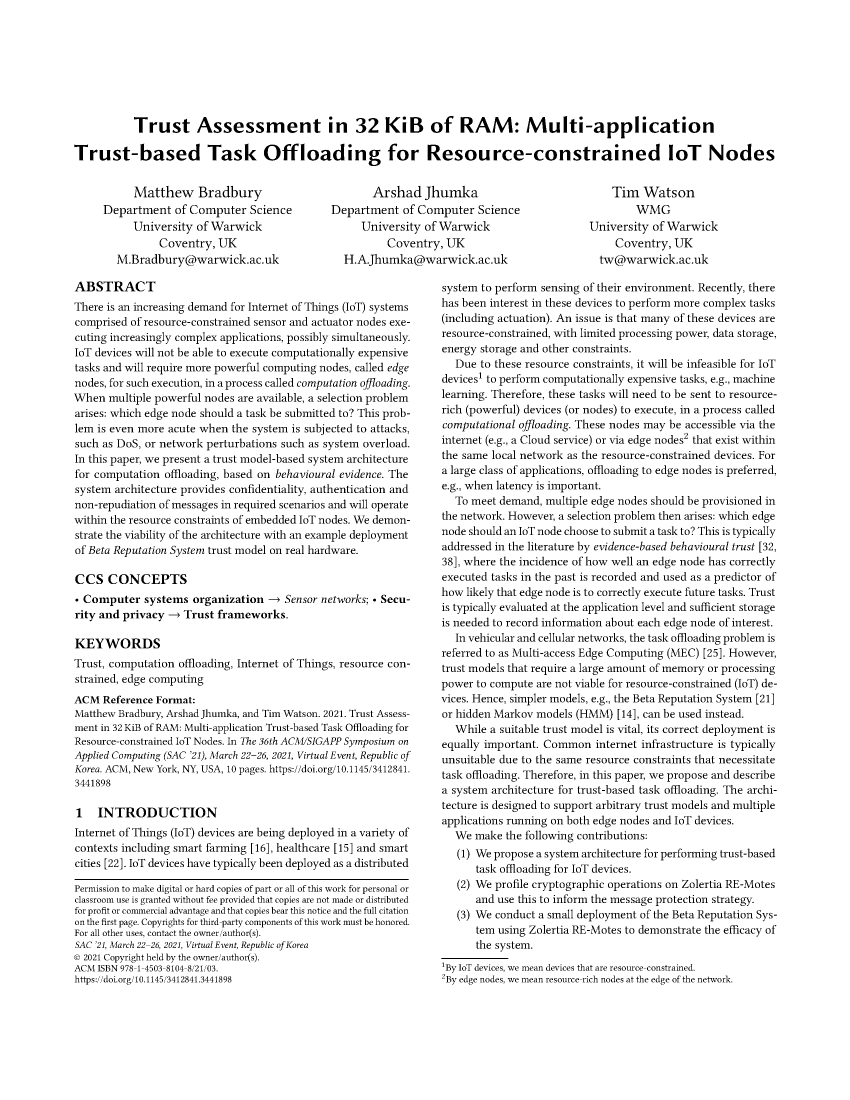 Trust Assessment in 32 KiB of RAM: Multi-application
Trust-based Task Offloading for Resource-constrained IoT Nodes
Matthew Bradbury
Department of Computer Science
University of Warwick
Coventry, UK
M.Bradbury@warwick.ac.uk
Arshad Jhumka
Department of Computer Science
University of Warwick
Coventry, UK
H.A.Jhumka@warwick.ac.uk
Tim Watson
WMG
University of Warwick
Coventry, UK
tw@warwick.ac.uk
ABSTRACT
There is an increasing demand for Internet of Things (IoT) systems
comprised of resource-constrained sensor and actuator nodes exe-
cuting increasingly complex applications, possibly simultaneously.
IoT devices will not be able to execute computationally expensive
tasks and will require more powerful computing nodes, called edge
nodes, for such execution, in a process called computation offloading.
When multiple powerful nodes are available, a selection problem
arises: which edge node should a task be submitted to? This prob-
lem is even more acute when the system is subjected to attacks,
such as DoS, or network perturbations such as system overload.
In this paper, we present a trust model-based system architecture
for computation offloading, based on behavioural evidence. The
system architecture provides confidentiality, authentication and
non-repudiation of messages in required scenarios and will operate
within the resource constraints of embedded IoT nodes. We demon-
strate the viability of the architecture with an example deployment
of Beta Reputation System trust model on real hardware.
CCS CONCEPTS
• Computer systems organization → Sensor networks; • Secu-
rity and privacy → Trust frameworks.
KEYWORDS
Trust, computation offloading, Internet of Things, resource con-
strained, edge computing
ACM Reference Format:
Matthew Bradbury, Arshad Jhumka, and Tim Watson. 2021. Trust Assess-
ment in 32 KiB of RAM: Multi-application Trust-based Task Offloading for
Resource-constrained IoT Nodes. In The 36th ACM/SIGAPP Symposium on
Applied Computing (SAC ’21), March 22–26, 2021, Virtual Event, Republic of
Korea. ACM, New York, NY, USA, 10 pages. https://doi.org/10.1145/3412841.
3441898
1 INTRODUCTION
Internet of Things (IoT) devices are being deployed in a variety of
contexts including smart farming [16], healthcare [15] and smart
cities [22]. IoT devices have typically been deployed as a distributed
Permission to make digital or hard copies of part or all of this work for personal or
classroom use is granted without fee provided that copies are not made or distributed
for profit or commercial advantage and that copies bear this notice and the full citation
on the first page. Copyrights for third-party components of this work must be honored.
For all other uses, contact the owner/author(s).
SAC ’21, March 22–26, 2021, Virtual Event, Republic of Korea
© 2021 Copyright held by the owner/author(s).
ACM ISBN 978-1-4503-8104-8/21/03.
https://doi.org/10.1145/3412841.3441898
system to perform sensing of their environment. Recently, there
has been interest in these devices to perform more complex tasks
(including actuation). An issue is that many of these devices are
resource-constrained, with limited processing power, data storage,
energy storage and other constraints.
Due to these resource constraints, it will be infeasible for IoT
devices1 to perform computationally expensive tasks, e.g., machine
learning. Therefore, these tasks will need to be sent to resource-
rich (powerful) devices (or nodes) to execute, in a process called
computational offloading. These nodes may be accessible via the
internet (e.g., a Cloud service) or via edge nodes2 that exist within
the same local network as the resource-constrained devices. For
a large class of applications, offloading to edge nodes is preferred,
e.g., when latency is important.
To meet demand, multiple edge nodes should be provisioned in
the network. However, a selection problem then arises: which edge
node should an IoT node choose to submit a task to? This is typically
addressed in the literature by evidence-based behavioural trust [32,
38], where the incidence of how well an edge node has correctly
executed tasks in the past is recorded and used as a predictor of
how likely that edge node is to correctly execute future tasks. Trust
is typically evaluated at the application level and sufficient storage
is needed to record information about each edge node of interest.
In vehicular and cellular networks, the task offloading problem is
referred to as Multi-access Edge Computing (MEC) [25]. However,
trust models that require a large amount of memory or processing
power to compute are not viable for resource-constrained (IoT) de-
vices. Hence, simpler models, e.g., the Beta Reputation System [21]
or hidden Markov models (HMM) [14], can be used instead.
While a suitable trust model is vital, its correct deployment is
equally important. Common internet infrastructure is typically
unsuitable due to the same resource constraints that necessitate
task offloading. Therefore, in this paper, we propose and describe
a system architecture for trust-based task offloading. The archi-
tecture is designed to support arbitrary trust models and multiple
applications running on both edge nodes and IoT devices.
We make the following contributions:
(1) We propose a system architecture for performing trust-based
task offloading for IoT devices.
(2) We profile cryptographic operations on Zolertia RE-Motes
and use this to inform the message protection strategy.
(3) We conduct a small deployment of the Beta Reputation Sys-
tem using Zolertia RE-Motes to demonstrate the efficacy of
the system.
1By IoT devices, we mean devices that are resource-constrained.
2By edge nodes, we mean resource-rich nodes at the edge of the network.